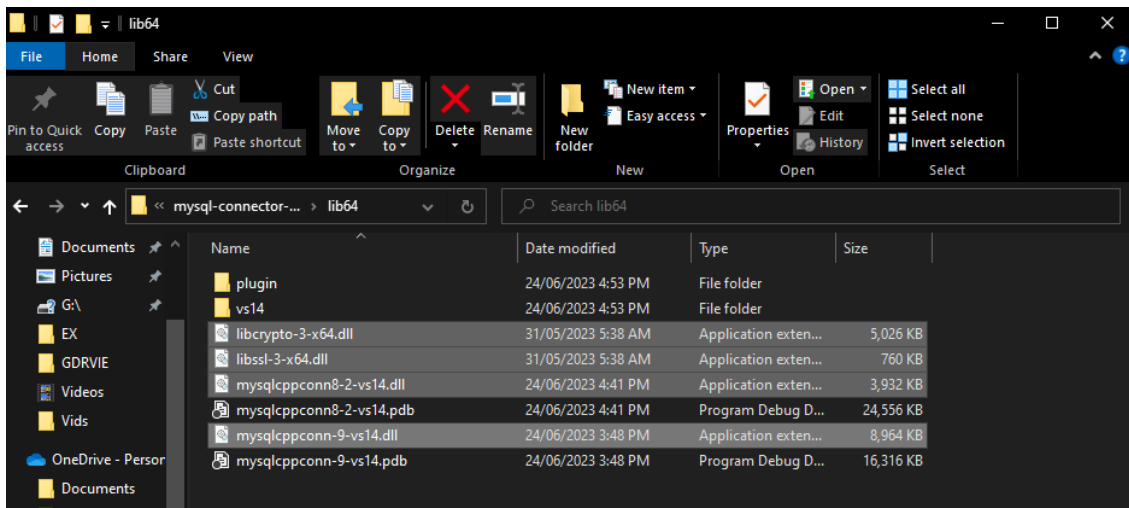 lib64
File Home Share View
Pin to Quick access
Copy
Paste
Cut
Copy path
Paste shortcut
Clipboard
Move to
Copy to
Delete
Rename
Organize
New folder
New item
Easy access
New
Properties
Open
Edit
History
Open
Select all
Select none
Invert selection
Select
« mysql-connector-... > lib64
Search lib64
Documents
Pictures
G:\
EX
GDRVIE
Videos
Vids
OneDrive - Person
Documents
Name Date modified Type Size
plugin 24/06/2023 4:53 PM File folder
vs14 24/06/2023 4:53 PM File folder
libcrypto-3-x64.dll 31/05/2023 5:38 AM Application exten... 5,026 KB
libssl-3-x64.dll 31/05/2023 5:38 AM Application exten... 760 KB
mysqlcppconn8-2-vs14.dll 24/06/2023 4:41 PM Application exten... 3,932 KB
mysqlcppconn8-2-vs14.pdb 24/06/2023 4:41 PM Program Debug D... 24,556 KB
mysqlcppconn-9-vs14.dll 24/06/2023 3:48 PM Application exten... 8,964 KB
mysqlcppconn-9-vs14.pdb 24/06/2023 3:48 PM Program Debug D... 16,316 KB